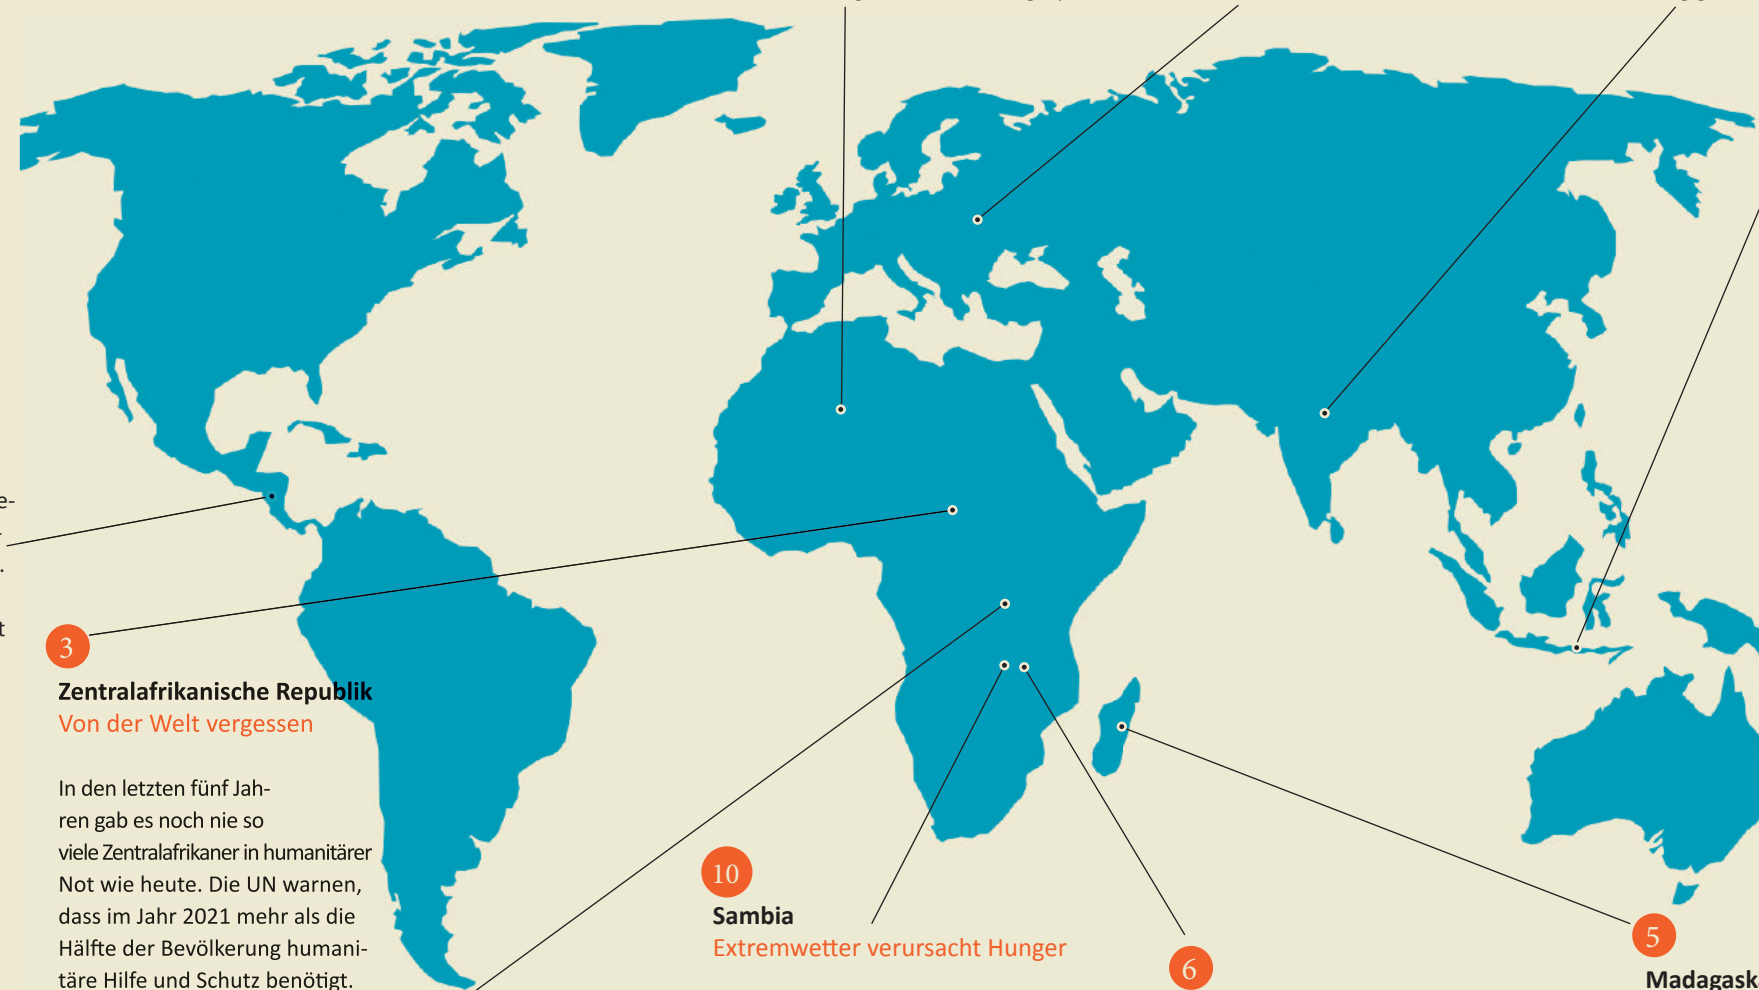 3
Zentralafrikanische Republik
Von der Welt vergessen
In den letzten fünf Jah-
ren gab es noch nie so
viele Zentralafrikaner in humanitärer
Not wie heute. Die UN warnen,
dass im Jahr 2021 mehr als die
Hälfte der Bevölkerung humani-
täre Hilfe und Schutz benötigt.
10
Sambia
Extremwetter verursacht Hunger
6
5
Madagask